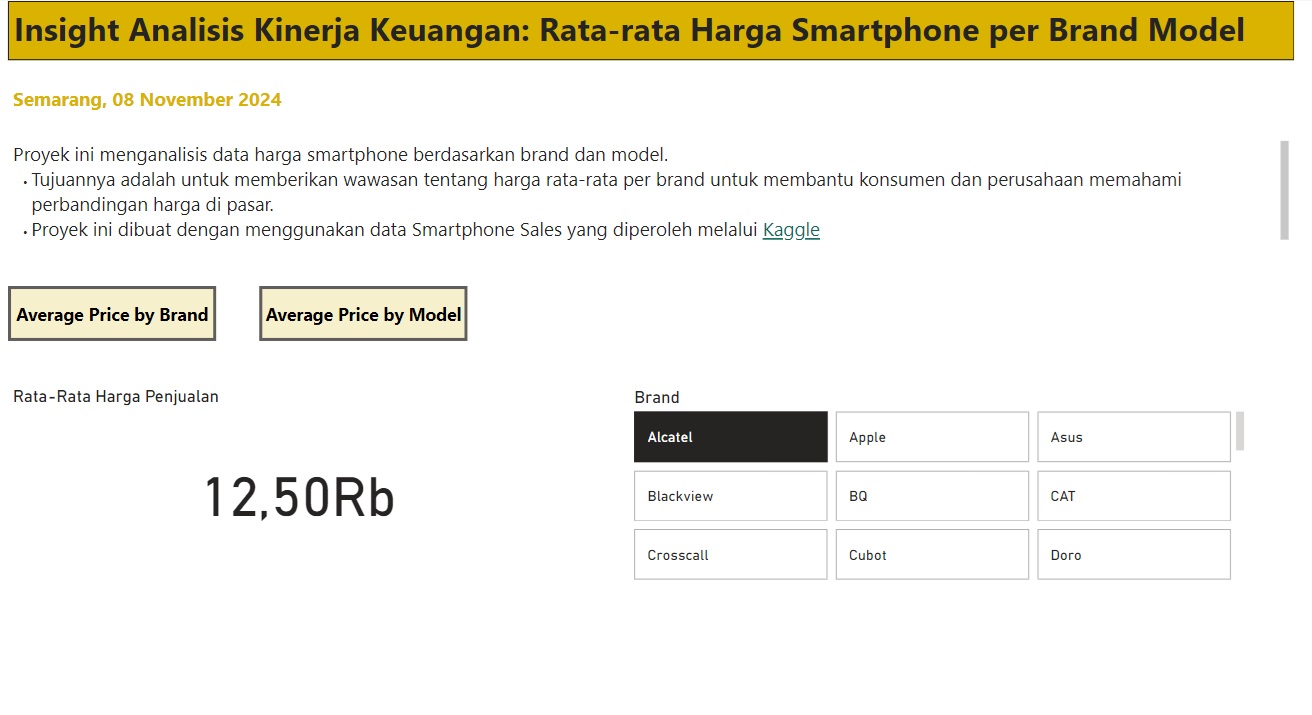 Insight Analisis Kinerja Keuangan: Rata-rata Harga Smartphone per Brand Model
Semarang, 08 November 2024
Proyek ini menganalisis data harga smartphone berdasarkan brand dan model.
• Tujuannya adalah untuk memberikan wawasan tentang harga rata-rata per brand untuk membantu konsumen dan perusahaan memahami
perbandingan harga di pasar.
• Proyek ini dibuat dengan menggunakan data Smartphone Sales yang diperoleh melalui Kaggle
Average Price by Brand
Average Price by Model
Rata-Rata Harga Penjualan
12,50Rb
Brand
Alcatel
Apple
Asus
Blackview
BQ
CAT
Crosscall
Cubot
Doro